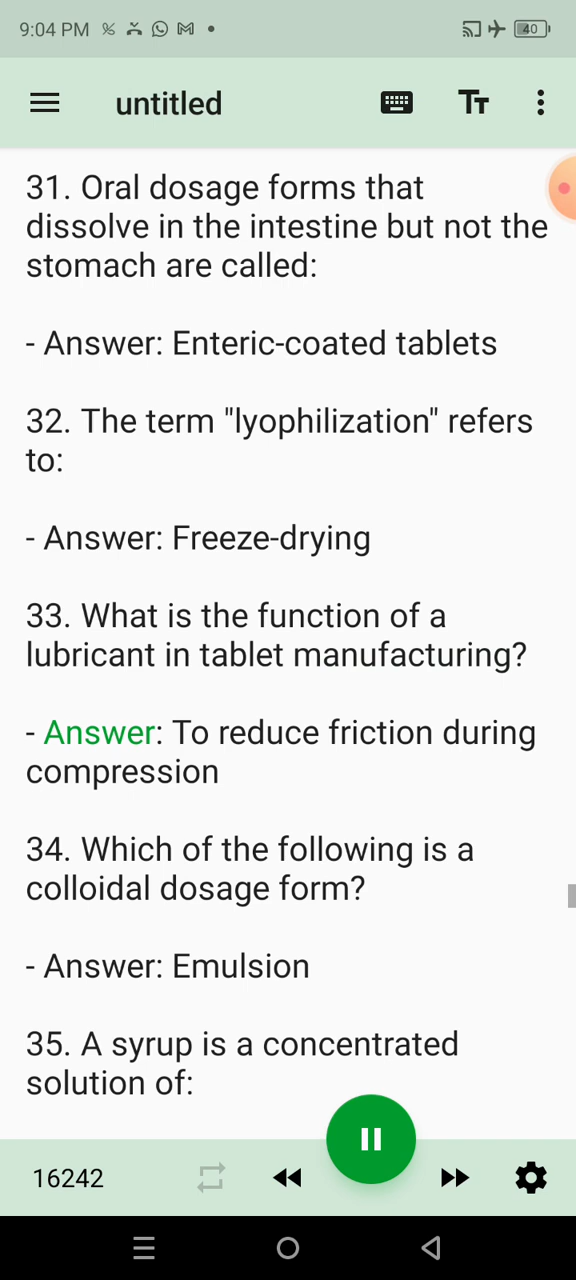 9:04 PM
40
untitled
31. Oral dosage forms that
dissolve in the intestine but not the
stomach are called:
- Answer: Enteric-coated tablets
32. The term "lyophilization" refers
to:
- Answer: Freeze-drying
33. What is the function of a
lubricant in tablet manufacturing?
- Answer: To reduce friction during
compression
34. Which of the following is a
colloidal dosage form?
- Answer: Emulsion
35. A syrup is a concentrated
solution of:
16242